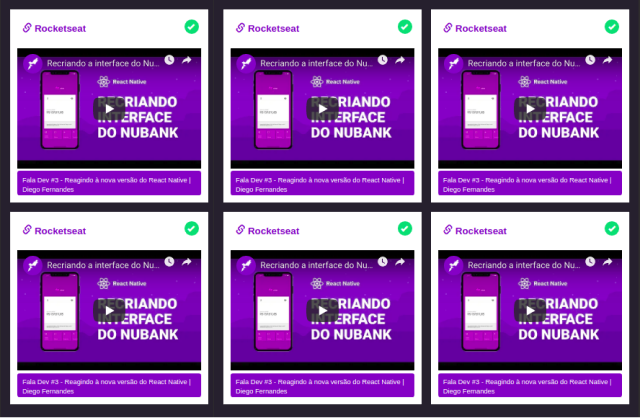 Rocketseat
Recriando a interface do Nu...
React Native
RECRIANDO
INTERFACE
DO NUBANK
Fala Dev #3 - Reagindo à nova versão do React Native |
Diego Fernandes
Rocketseat
Recriando a interface do Nu...
React Native
RECRIANDO
INTERFACE
DO NUBANK
Fala Dev #3 - Reagindo à nova versão do React Native |
Diego Fernandes
Rocketseat
Recriando a interface do Nu...
React Native
RECRIANDO
INTERFACE
DO NUBANK
Fala Dev #3 - Reagindo à nova versão do React Native |
Diego Fernandes
Rocketseat
Recriando a interface do Nu...
React Native
RECRIANDO
INTERFACE
DO NUBANK
Fala Dev #3 - Reagindo à nova versão do React Native |
Diego Fernandes
Rocketseat
Recriando a interface do Nu...
React Native
RECRIANDO
INTERFACE
DO NUBANK
Fala Dev #3 - Reagindo à nova versão do React Native |
Diego Fernandes
Rocketseat
Recriando a interface do Nu...
React Native
RECRIANDO
INTERFACE
DO NUBANK
Fala Dev #3 - Reagindo à nova versão do React Native |
Diego Fernandes